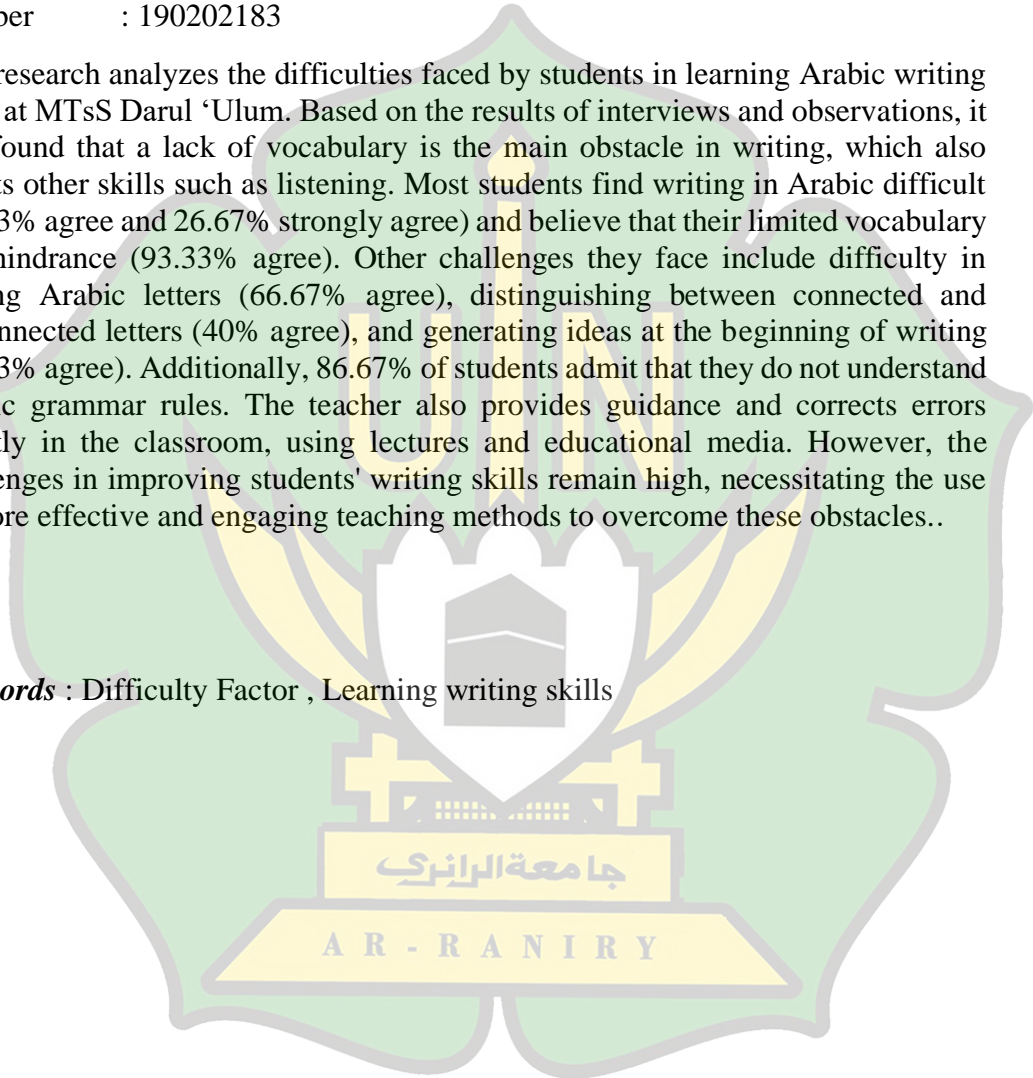 ber : 190202183
research analyzes the difficulties faced by students in learning Arabic writing
at MTsS Darul ‘Ulum. Based on the results of interviews and observations, it
found that a lack of vocabulary is the main obstacle in writing, which also
ts other skills such as listening. Most students find writing in Arabic difficult
3% agree and 26.67% strongly agree) and believe that their limited vocabulary
hindrance (93.33% agree). Other challenges they face include difficulty in
ng Arabic letters (66.67% agree), distinguishing between connected and
nnected letters (40% agree), and generating ideas at the beginning of writing
3% agree). Additionally, 86.67% of students admit that they do not understand
ic grammar rules. The teacher also provides guidance and corrects errors
tly in the classroom, using lectures and educational media. However, the
enges in improving students' writing skills remain high, necessitating the use
ore effective and engaging teaching methods to overcome these obstacles..
ords : Difficulty Factor , Learning writing skills
UIN
جامعةالرانري
AR-RANIRY